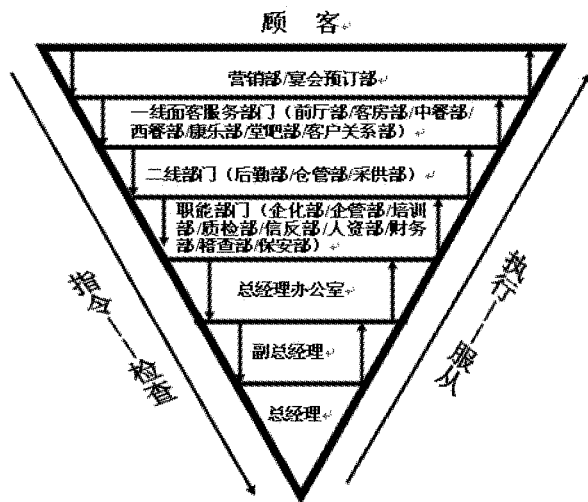 顾 客
营销部/宴会预订部
一线面客服务部门（前厅部/客房部/中餐部/
西餐部/康乐部/堂吧部/客户关系部）
二线部门（后勤部/仓管部/采供部）
职能部门（企化部/企管部/培训
部/质检部/信反部/人资部/财务
部/稽查部/保安部）
总经理办公室
副总经理
总经理
指令——检查
执行——服从